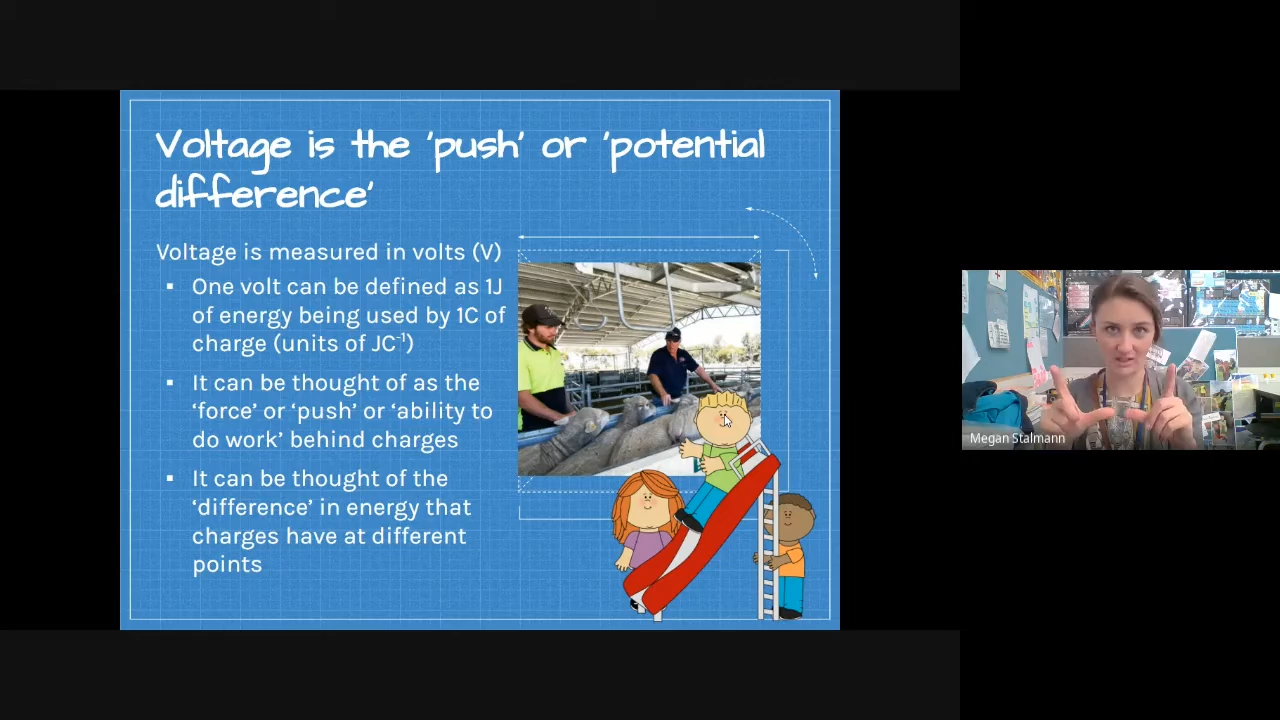 Voltage is the 'push' or 'potential
difference'
Voltage is measured in volts (V)
▪ One volt can be defined as 1J
of energy being used by 1C of
charge (units of JC⁻¹)
▪ It can be thought of as the
‘force’ or ‘push’ or ‘ability to
do work’ behind charges
▪ It can be thought of the
‘difference’ in energy that
charges have at different
points
Megan Stalmann